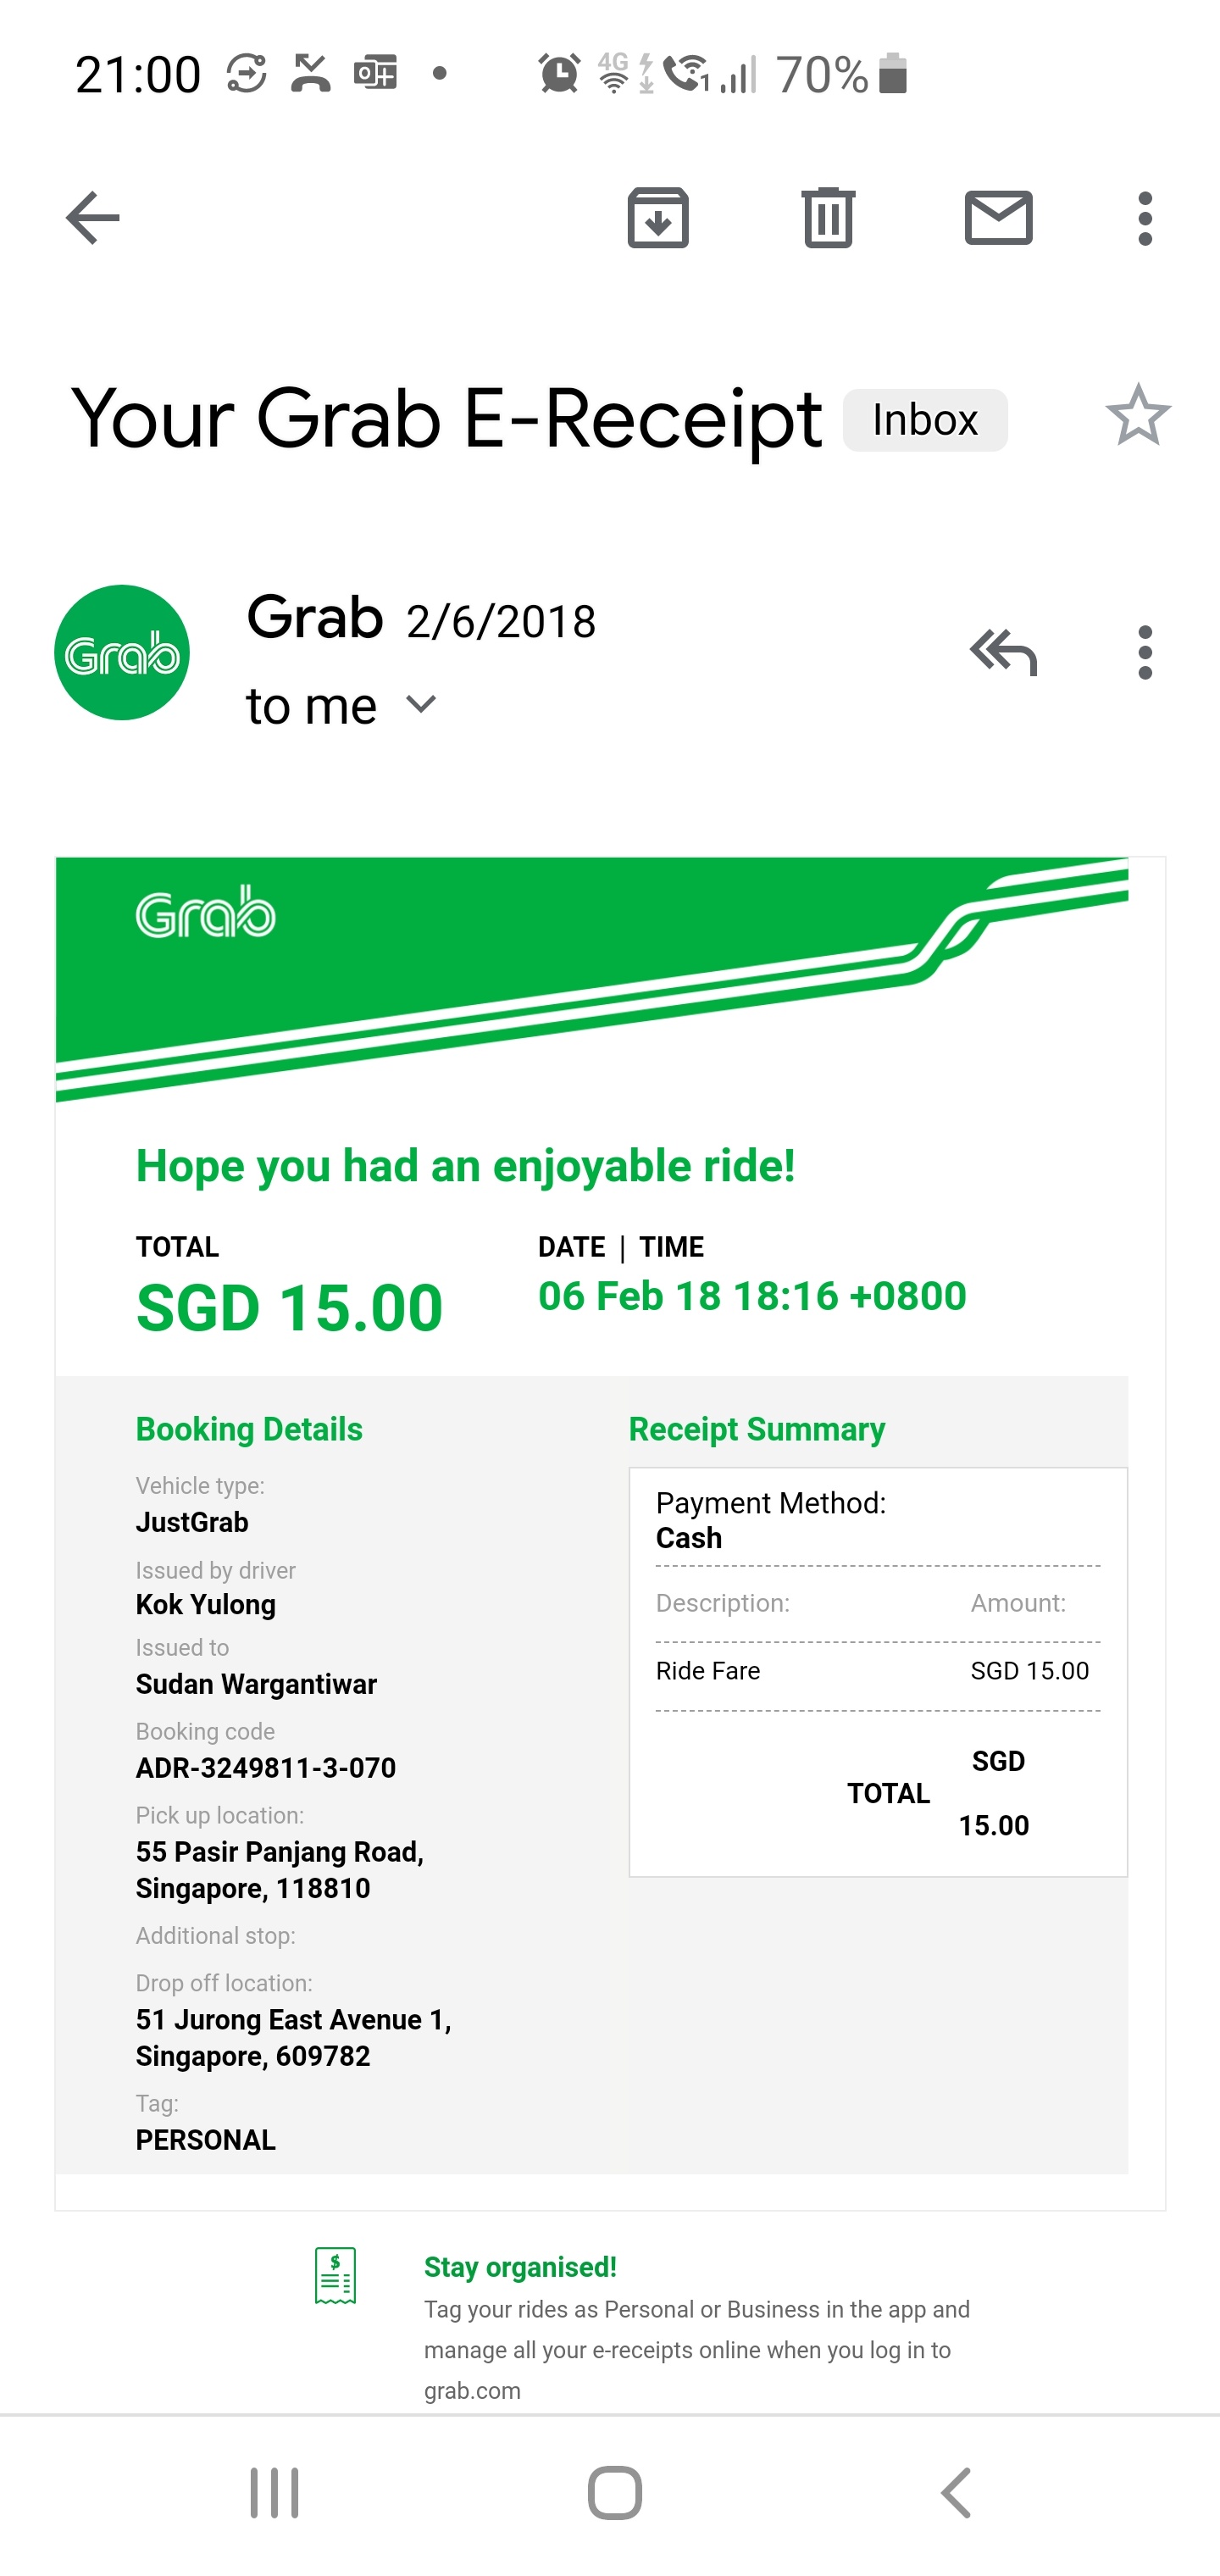 21:00 4G 1 70%
Your Grab E-Receipt Inbox
Grab
Grab 2/6/2018
to me
Grab
Hope you had an enjoyable ride!
TOTAL DATE | TIME
SGD 15.00 06 Feb 18 18:16 +0800
Booking Details
Vehicle type:
JustGrab
Issued by driver
Kok Yulong
Issued to
Sudan Wargantiwar
Booking code
ADR-3249811-3-070
Pick up location:
55 Pasir Panjang Road,
Singapore, 118810
Additional stop:
Drop off location:
51 Jurong East Avenue 1,
Singapore, 609782
Tag:
PERSONAL
Receipt Summary
Payment Method:
Cash
Description: Amount:
Ride Fare SGD 15.00
SGD
TOTAL
15.00
$
Stay organised!
Tag your rides as Personal or Business in the app and
manage all your e-receipts online when you log in to
grab.com